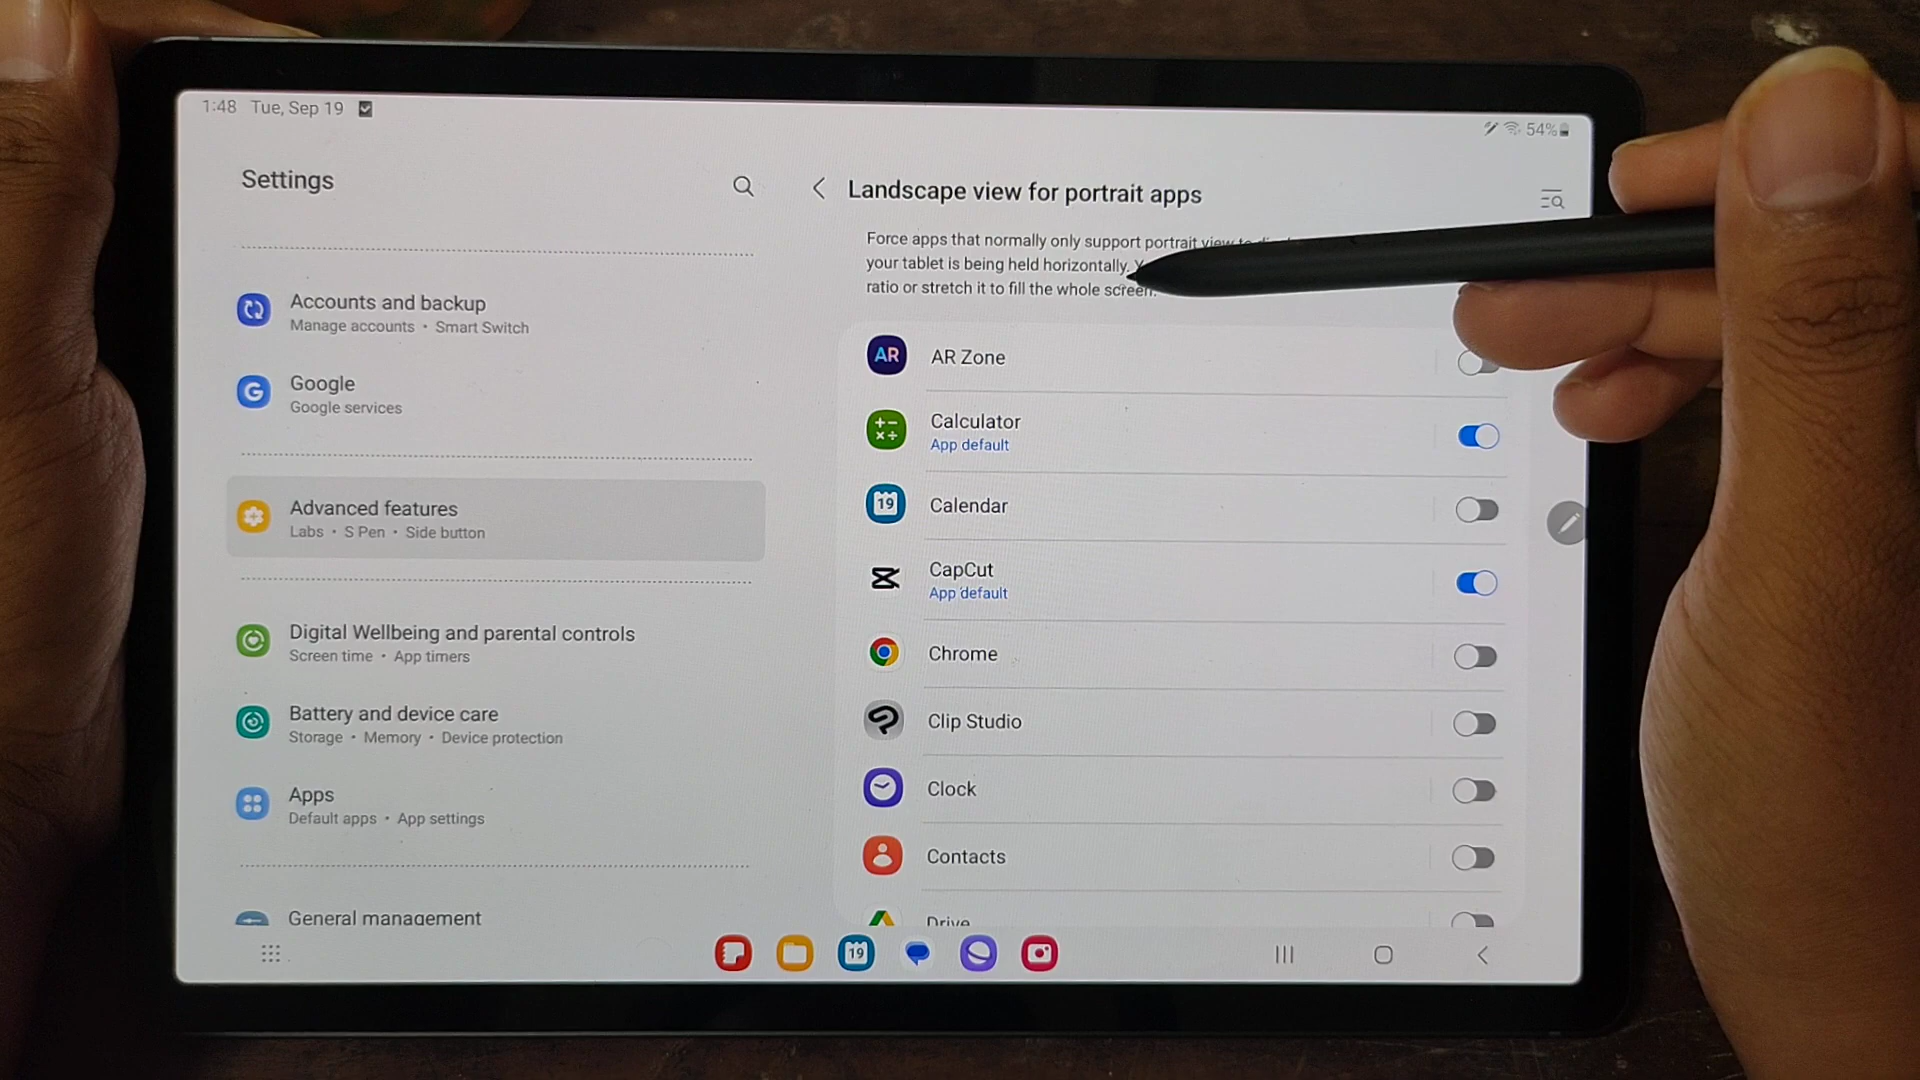 1:48 Tue, Sep 19
54%
Settings
Accounts and backup
Manage accounts • Smart Switch
Google
Google services
Advanced features
Labs • S Pen • Side button
Digital Wellbeing and parental controls
Screen time • App timers
Battery and device care
Storage • Memory • Device protection
Apps
Default apps • App settings
General management
Landscape view for portrait apps
Force apps that normally only support portrait view to
your tablet is being held horizontally.
ratio or stretch it to fill the whole screen.
AR AR Zone
Calculator
App default
19 Calendar
CapCut
App default
Chrome
Clip Studio
Clock
Contacts
Drive
19